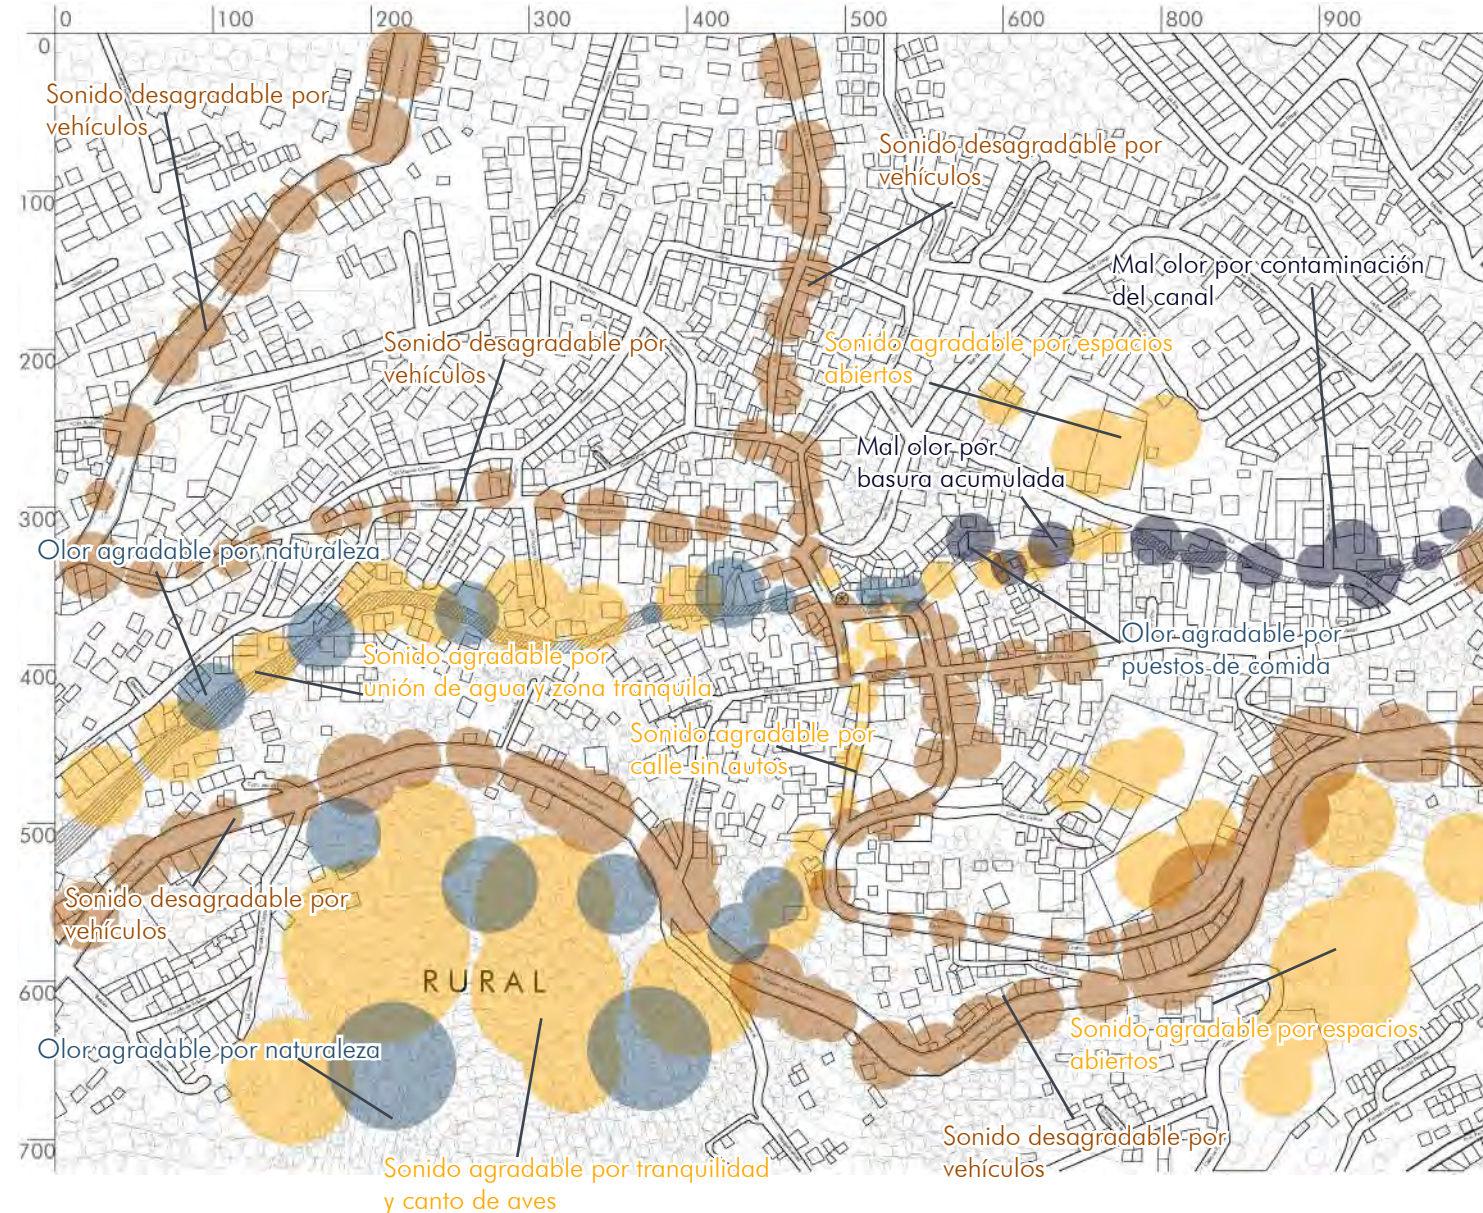 0 100 200 300 400 500 600 700 800 900
0
Sonido desagradable por
vehículos
Sonido desagradable por
vehículos
100
Mal olor por contaminación
del canal
Sonido desagradable por
vehículos
Sonido agradable por espacios
abiertos
200
Mal olor por
basura acumulada
300
Olor agradable por naturaleza
Olor agradable por
puestos de comida
Sonido agradable por
unión de agua y zona tranquila
400
Sonido agradable por
calle sin autos
500
Sonido desagradable por
vehículos
RURAL
600
Sonido agradable por espacios
abiertos
Olor agradable por naturaleza
Sonido desagradable por
vehículos
700
Sonido agradable por tranquilidad
y canto de aves